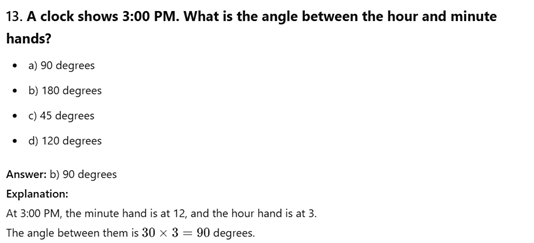 13. A clock shows 3:00 PM. What is the angle between the hour and minute
hands?
• a) 90 degrees
• b) 180 degrees
• c) 45 degrees
• d) 120 degrees
Answer: b) 90 degrees
Explanation:
At 3:00 PM, the minute hand is at 12, and the hour hand is at 3.
The angle between them is 30 × 3 = 90 degrees.